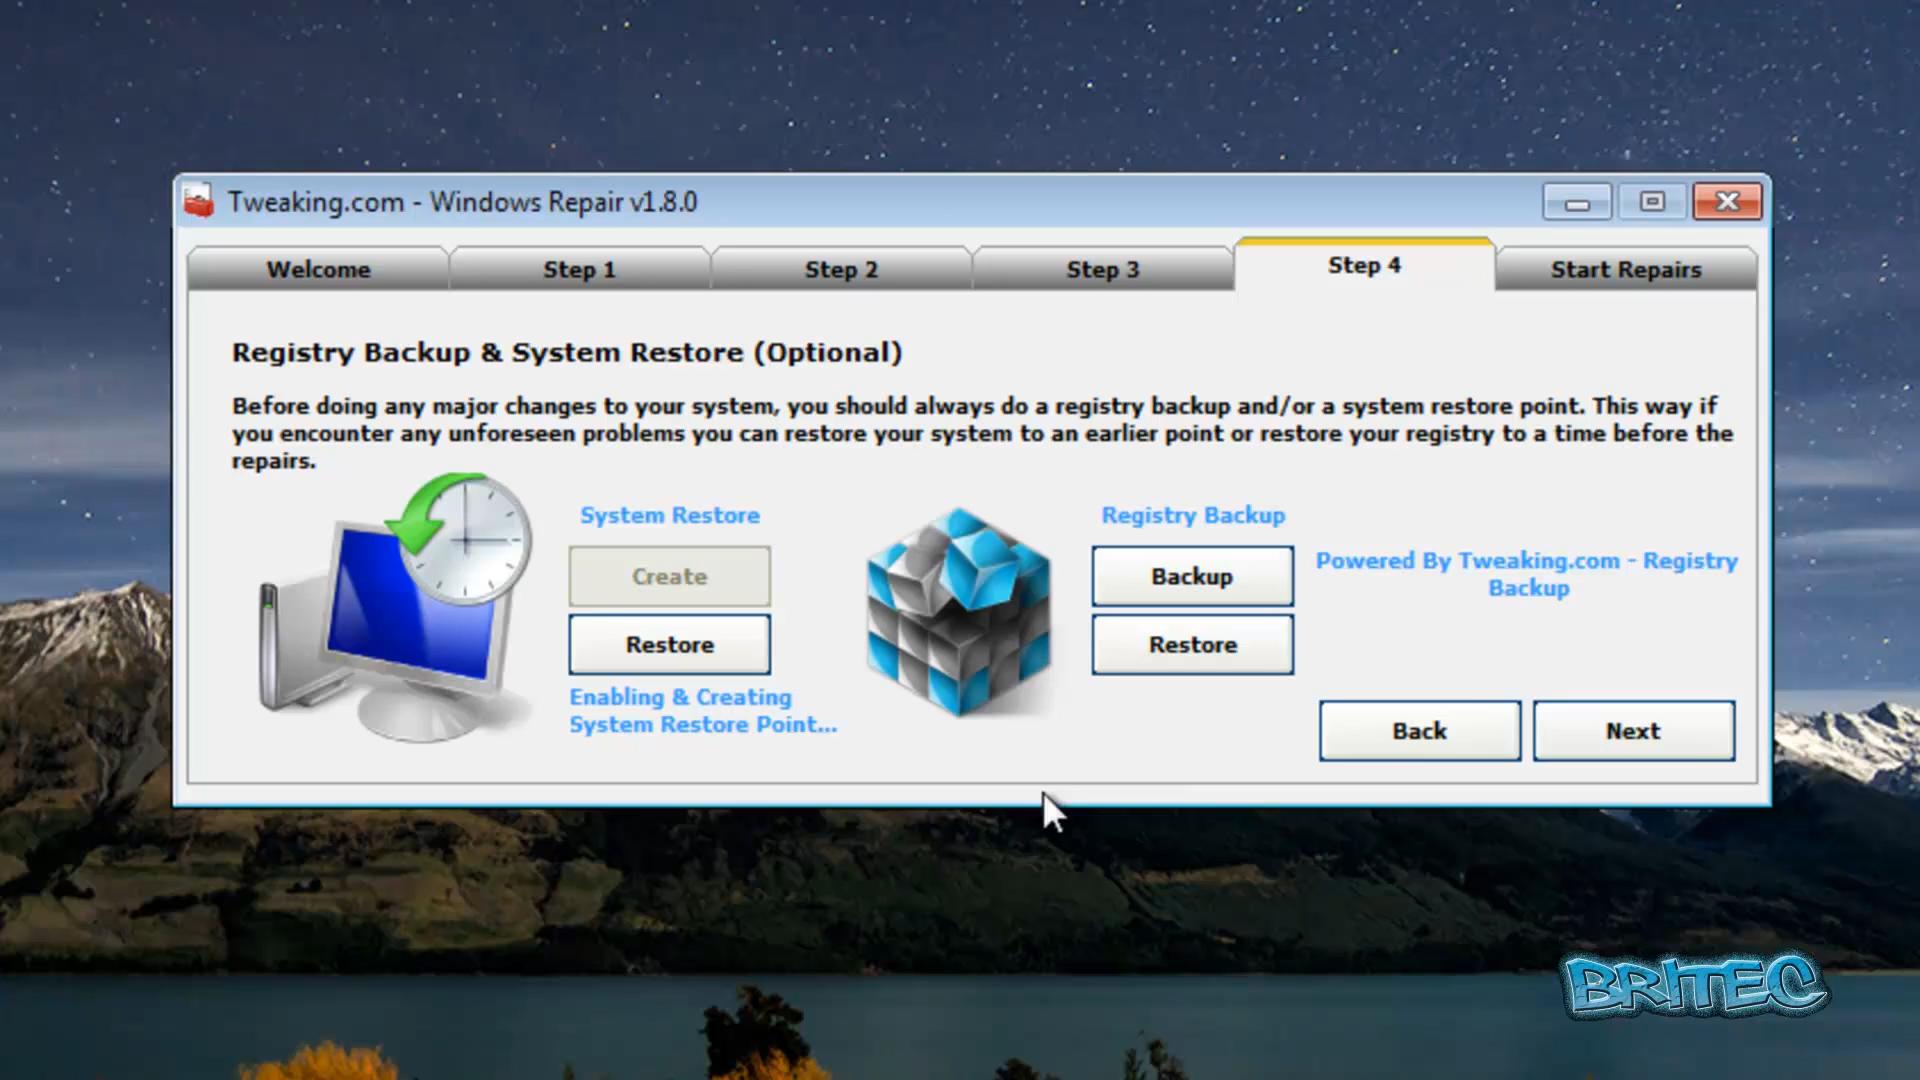 Tweaking.com - Windows Repair v1.8.0
Welcome
Step 1
Step 2
Step 3
Step 4
Start Repairs
Registry Backup & System Restore (Optional)
Before doing any major changes to your system, you should always do a registry backup and/or a system restore point. This way if
you encounter any unforeseen problems you can restore your system to an earlier point or restore your registry to a time before the
repairs.
System Restore
Create
Restore
Enabling & Creating
System Restore Point...
Registry Backup
Backup
Restore
Powered By Tweaking.com - Registry
Backup
Back
Next
BRITEC